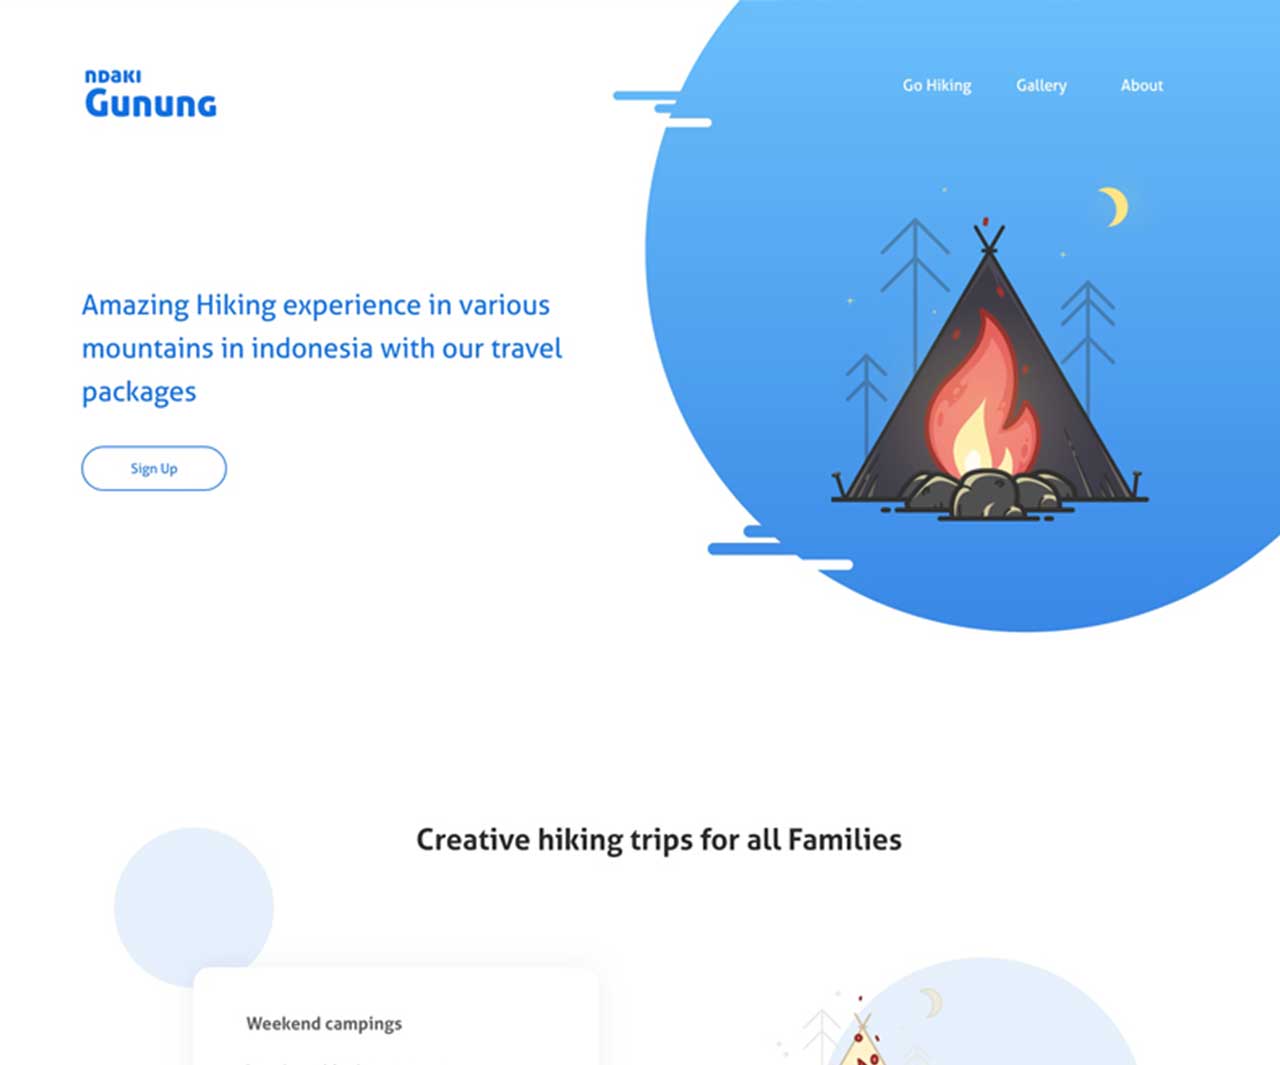 NDAKI
GUNUNG
Go Hiking
Gallery
About
Amazing Hiking experience in various
mountains in indonesia with our travel
packages
Sign Up
Creative hiking trips for all Families
Weekend campings